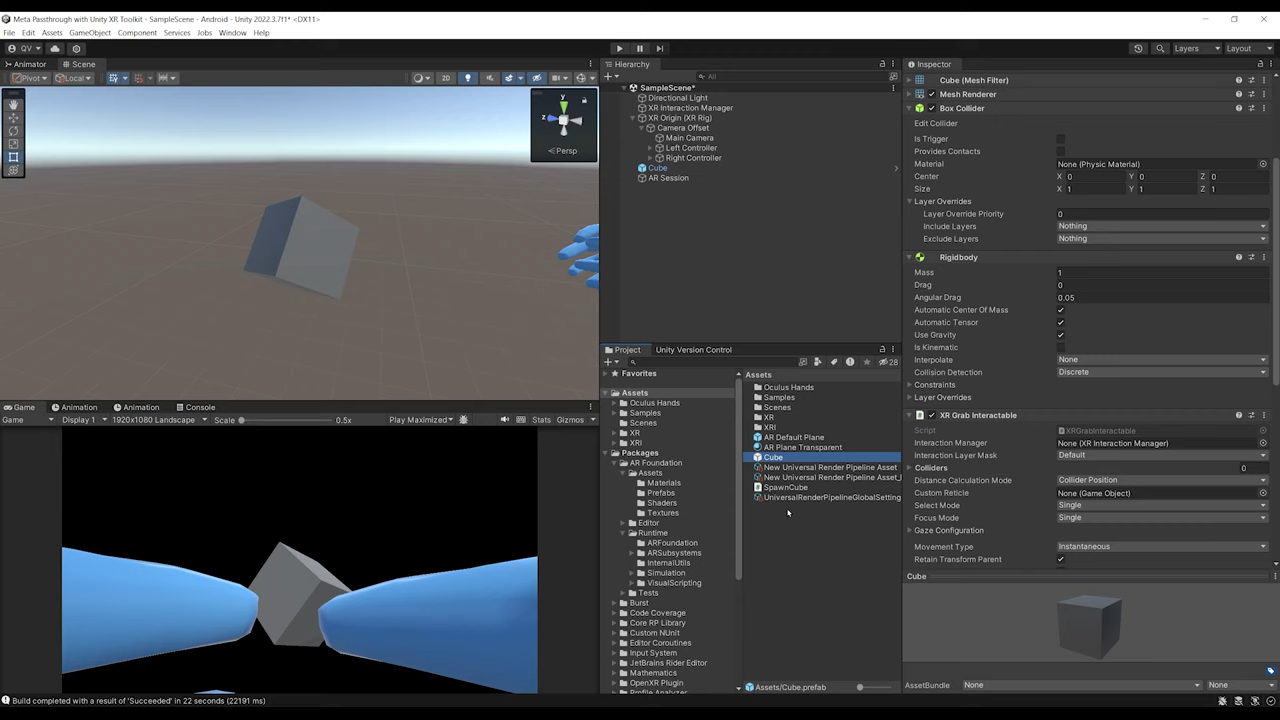 Meta Passthrough with Unity XR Toolkit - SampleScene - Android - Unity 2022.3.7f1* <DX11>
File Edit Assets GameObject Component Services Jobs Window Help
QV Layers Layout
Animator Scene
Pivot Local 2D
y
z
Persp
Hierarchy
All
SampleScene*
Directional Light
XR Interaction Manager
XR Origin (XR Rig)
Camera Offset
Main Camera
Left Controller
Right Controller
Cube
AR Session
Game Animation Animation Console
Game Display 1 1920x1080 Landscape Scale 0.5x Play Maximized Stats Gizmos
Project Unity Version Control
28
Favorites
Assets
Oculus Hands
Samples
Scenes
XR
XRI
Packages
AR Foundation
Assets
Materials
Prefabs
Shaders
Textures
Editor
Runtime
ARFoundation
ARSubsystems
InternalUtils
Simulation
VisualScripting
Tests
Burst
Code Coverage
Core RP Library
Custom NUnit
Editor Coroutines
Input System
JetBrains Rider Editor
Mathematics
OpenXR Plugin
Assets
Oculus Hands
Samples
Scenes
XR
XRI
AR Default Plane
AR Plane Transparent
Cube
New Universal Render Pipeline Asset
New Universal Render Pipeline Asset_
SpawnCube
UniversalRenderPipelineGlobalSetting
Assets/Cube.prefab
Inspector
Cube (Mesh Filter)
Mesh Renderer
Box Collider
Edit Collider
Is Trigger
Provides Contacts
Material None (Physic Material)
Center X 0 Y 0 Z 0
Size X 1 Y 1 Z 1
Layer Overrides
Layer Override Priority 0
Include Layers Nothing
Exclude Layers Nothing
Rigidbody
Mass 1
Drag 0
Angular Drag 0.05
Automatic Center Of Mass
Automatic Tensor
Use Gravity
Is Kinematic
Interpolate None
Collision Detection Discrete
Constraints
Layer Overrides
XR Grab Interactable
Script XRGrabInteractable
Interaction Manager None (XR Interaction Manager)
Interaction Layer Mask Default
Colliders 0
Distance Calculation Mode Collider Position
Custom Reticle None (Game Object)
Select Mode Single
Focus Mode Single
Gaze Configuration
Movement Type Instantaneous
Retain Transform Parent
Cube
AssetBundle None None
Build completed with a result of 'Succeeded' in 22 seconds (22191 ms)